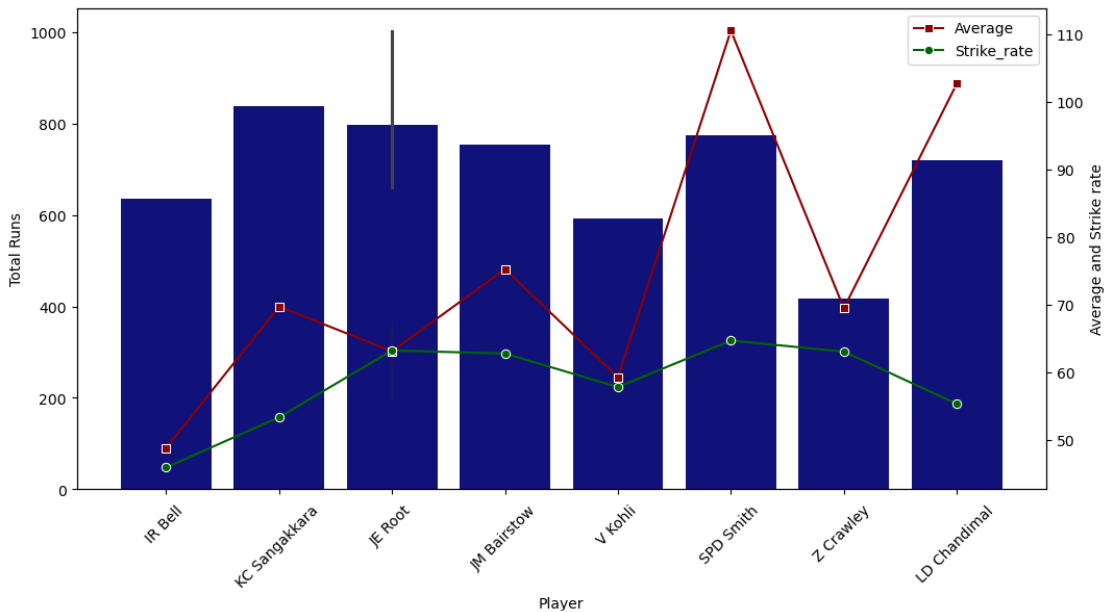 1000
800
600
400
200
0
Total Runs
Average
Strike_rate
110
100
90
80
70
60
50
Average and Strike rate
IR Bell
KC Sangakkara
JE Root
JM Bairstow
V Kohli
SPD Smith
Z Crawley
LD Chandimal
Player